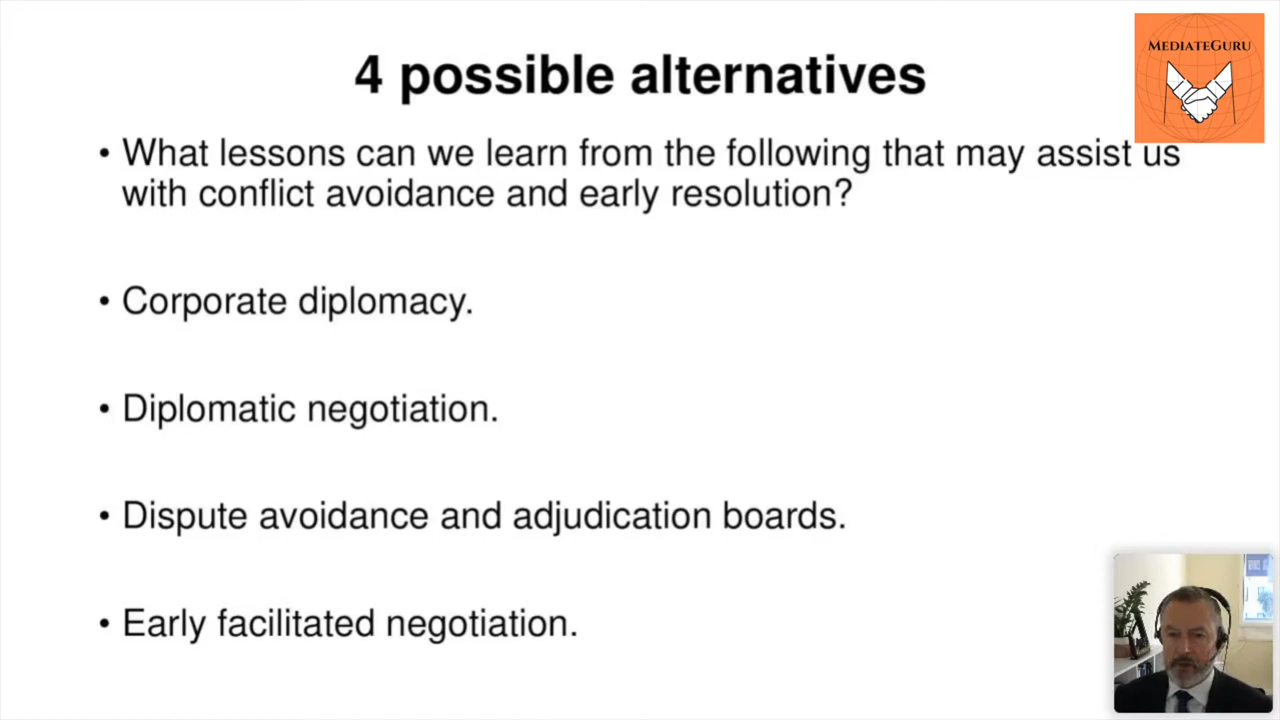 4 possible alternatives
MEDIATEGURU
• What lessons can we learn from the following that may assist us
with conflict avoidance and early resolution?
• Corporate diplomacy.
• Diplomatic negotiation.
• Dispute avoidance and adjudication boards.
• Early facilitated negotiation.